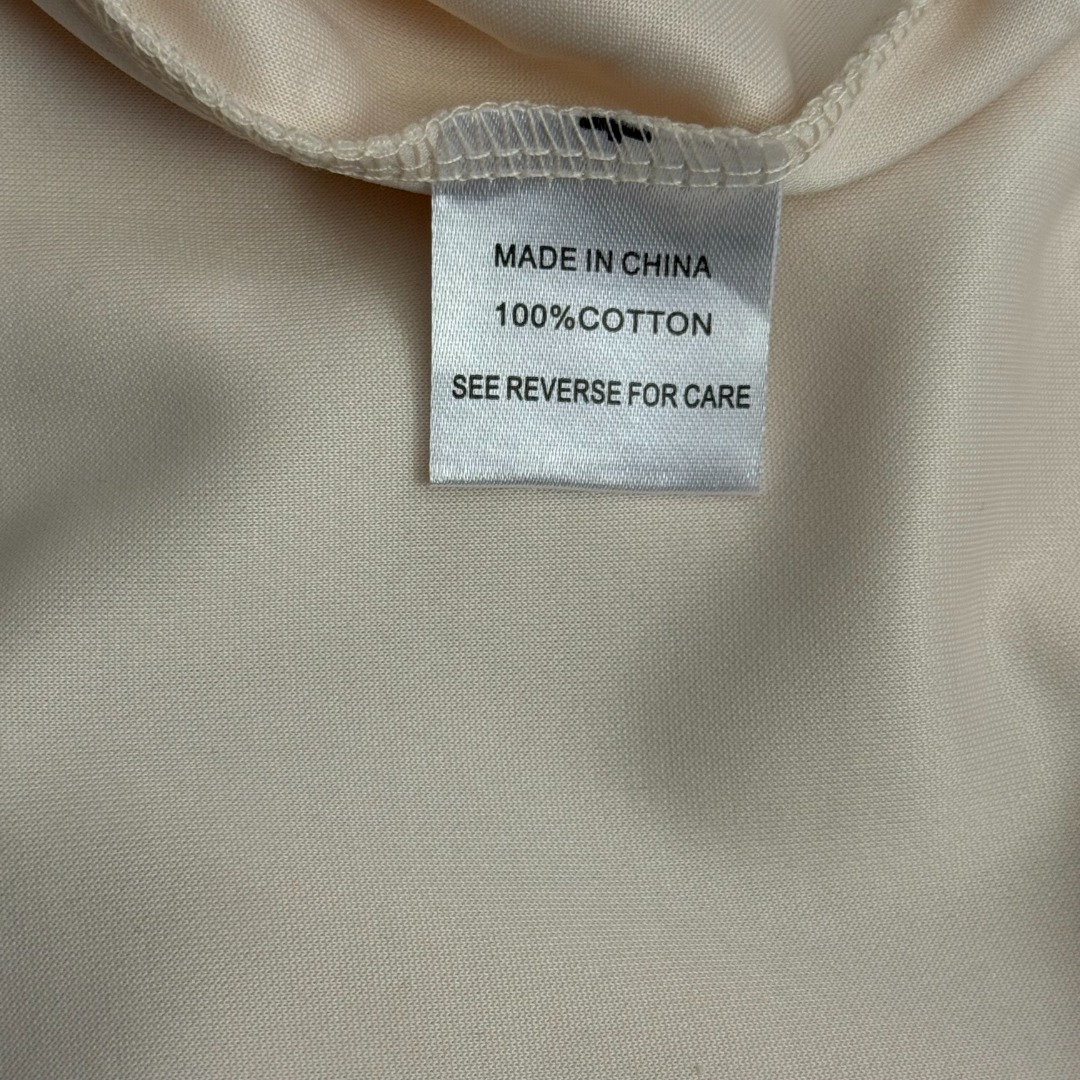 MADE IN CHINA
100%COTTON
SEE REVERSE FOR CARE